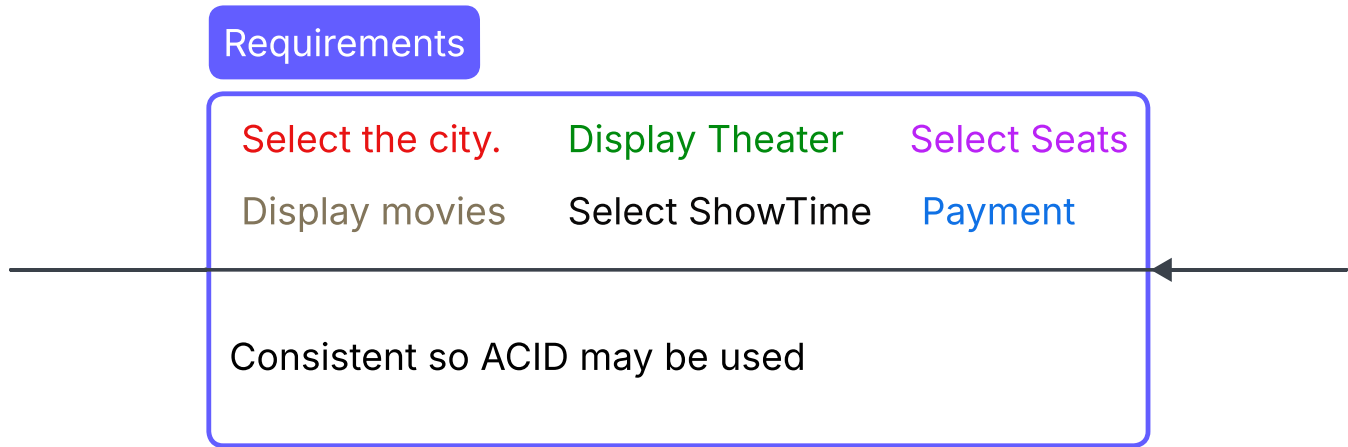 Requirements
Select the city. Display Theater Select Seats
Display movies Select ShowTime Payment
Consistent so ACID may be used